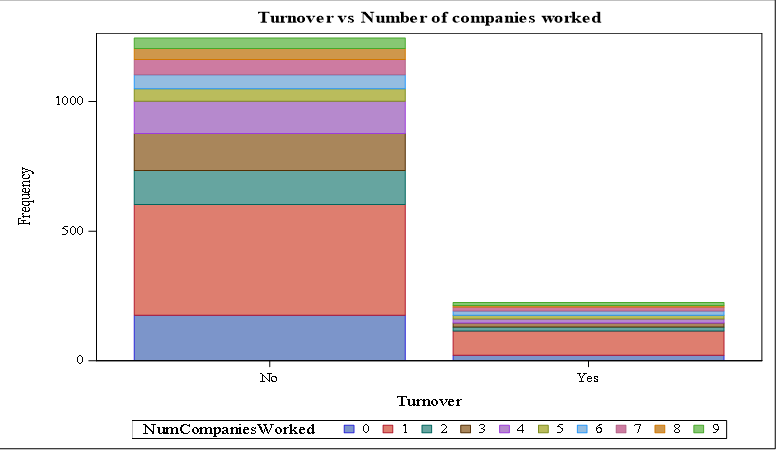 Turnover vs Number of companies worked
1000
500
0
Frequency
No Yes
Turnover
NumCompaniesWorked 0 1 2 3 4 5 6 7 8 9